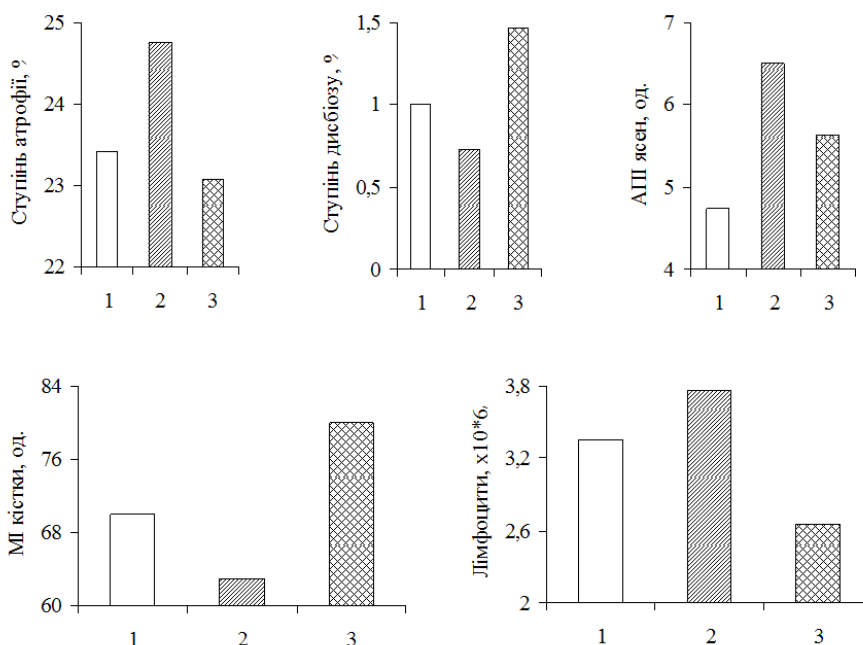 Ступінь атрофії, %
25
24
23
22
1 2 3
Ступінь дисбіозу, %
1,5
1
0,5
0
1 2 3
АПІ ясен, од.
7
6
5
4
1 2 3
МІ кістки, од.
84
76
68
60
1 2 3
Лімфоцити, х10*6,
3,8
3,2
2,6
2
1 2 3